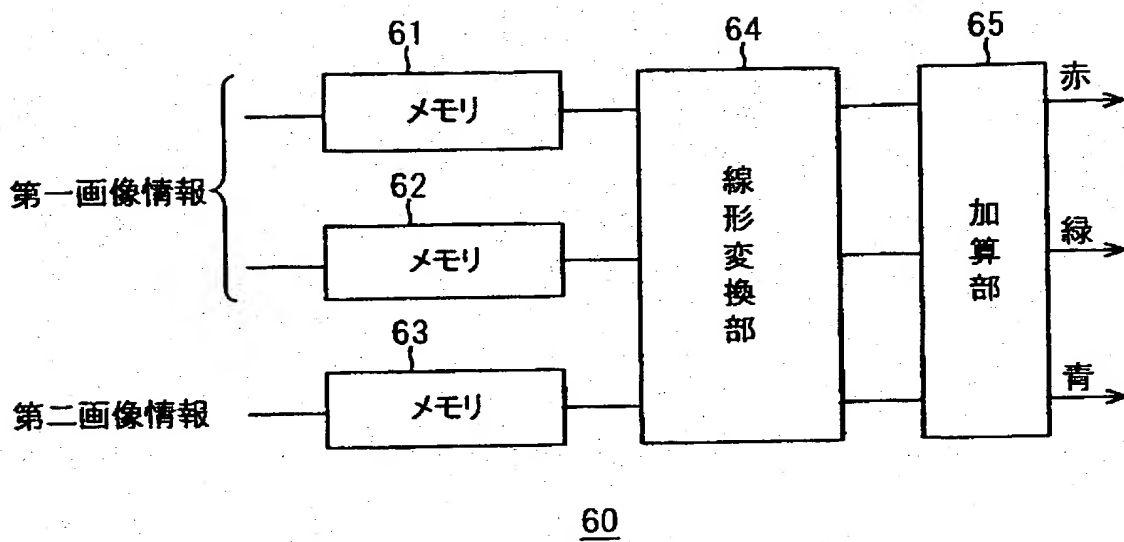 61
64
65
メモリ
赤
第一画像情報
62
メモリ
線形変換部
加算部
緑
63
第二画像情報
メモリ
青
60